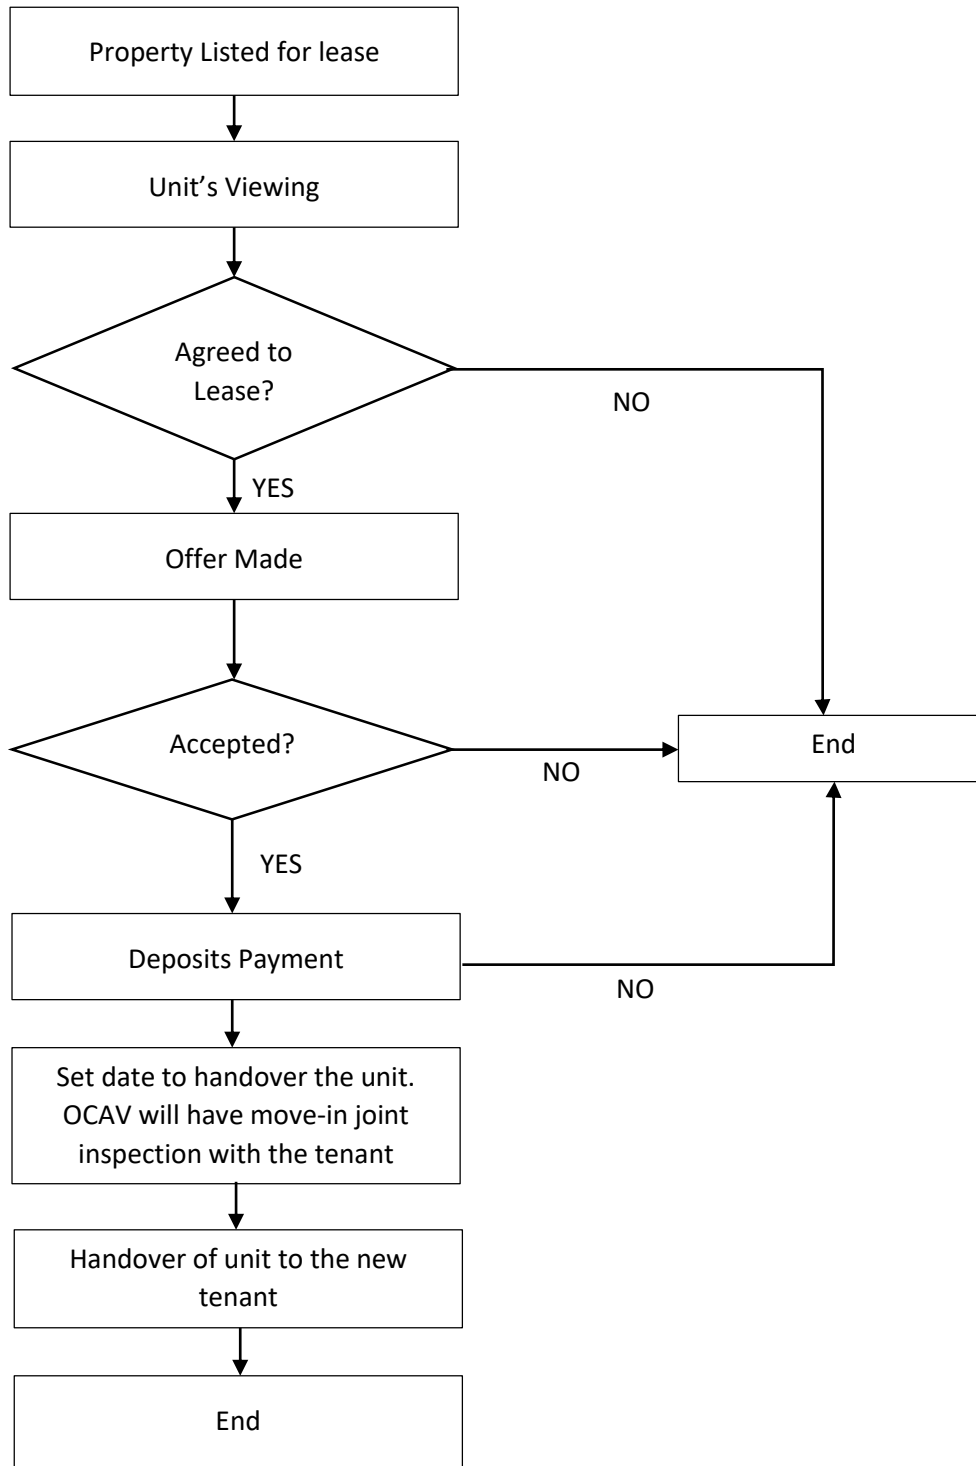 Property Listed for lease
Unit’s Viewing
Agreed to
Lease?
NO
YES
Offer Made
Accepted?
End
NO
YES
Deposits Payment
NO
Set date to handover the unit.
OCAV will have move-in joint
inspection with the tenant
Handover of unit to the new
tenant
End